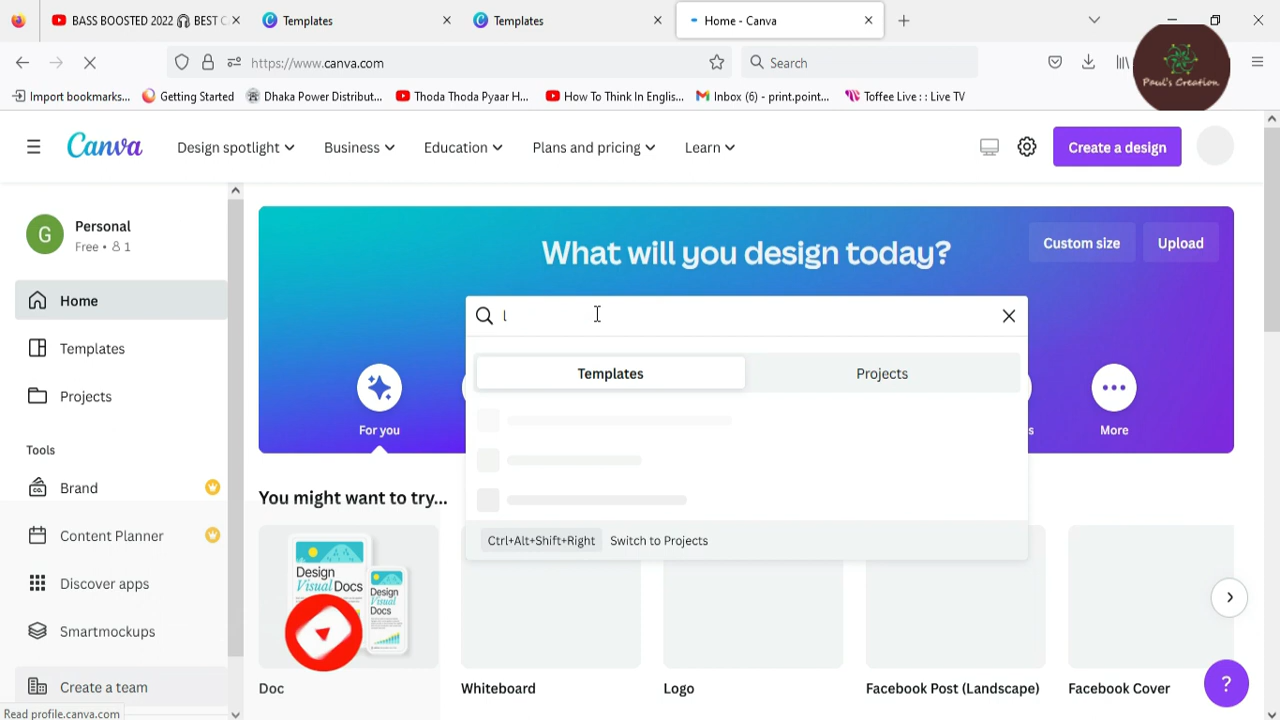 BASS BOOSTED 2022 🎧 BEST C
Templates
Templates
Home - Canva
https://www.canva.com
Search
Paul's Creation
Import bookmarks...
Getting Started
Dhaka Power Distribut...
Thoda Thoda Pyaar H...
How To Think In Englis...
Inbox (6) - print.point...
Toffee Live : : Live TV
Canva
Design spotlight
Business
Education
Plans and pricing
Learn
Create a design
G
Personal
Free • 1
Home
Templates
Projects
Tools
Brand
Content Planner
Discover apps
Smartmockups
Create a team
What will you design today?
Custom size
Upload
l
Templates
Projects
Ctrl+Alt+Shift+Right
Switch to Projects
For you
s
More
You might want to try...
Design
Visual Docs
Design
Visual
Docs
Doc
Whiteboard
Logo
Facebook Post (Landscape)
Facebook Cover
?
Read profile.canva.com